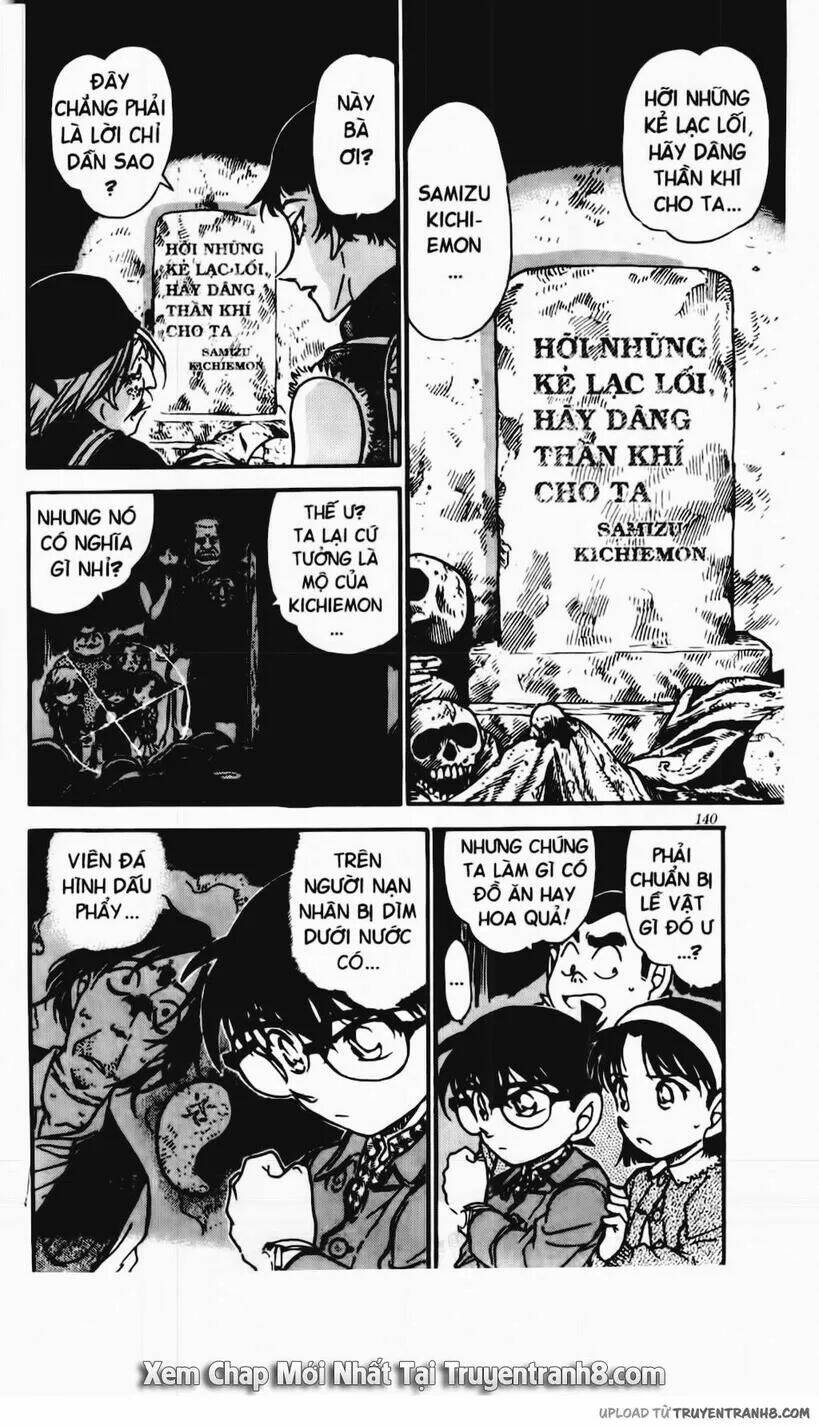 HỠI NHỮNG
KẺ LẠC LỐI,
HÃY DÂNG
THẦN KHÍ
CHO TA...
SAMIZU
KICHI-
EMON
...
HỠI NHỮNG
KẺ LẠC LỐI,
HÃY DÂNG
THẦN KHÍ
CHO TA
SAMIZU
KICHIEMON
NÀY
BÀ
ƠI?
ĐÂY
CHẲNG PHẢI
LÀ LỜI CHỈ
DẪN SAO
?
HỠI NHỮNG
KẺ LẠC LỐI,
HÃY DÂNG
THẦN KHÍ
CHO TA
SAMIZU
KICHIEMON
THẾ Ư?
TA LẠI CỨ
TƯỞNG LÀ
MỘ CỦA
KICHIEMON
...
NHƯNG NÓ
CÓ NGHĨA
GÌ NHỈ?
140
PHẢI
CHUẨN BỊ
LỄ VẬT
GÌ ĐÓ Ư
...?
NHƯNG CHÚNG
TA LÀM GÌ CÓ
ĐỒ ĂN HAY
HOA QUẢ!
...
TRÊN
NGƯỜI NẠN
NHÂN BỊ DÌM
DƯỚI NƯỚC
CÓ...
VIÊN ĐÁ
HÌNH DẤU
PHẨY...
Xem Chap Mới Nhất Tại Truyentranh8.com
UPLOAD TỪ TRUYENTRANH8.COM